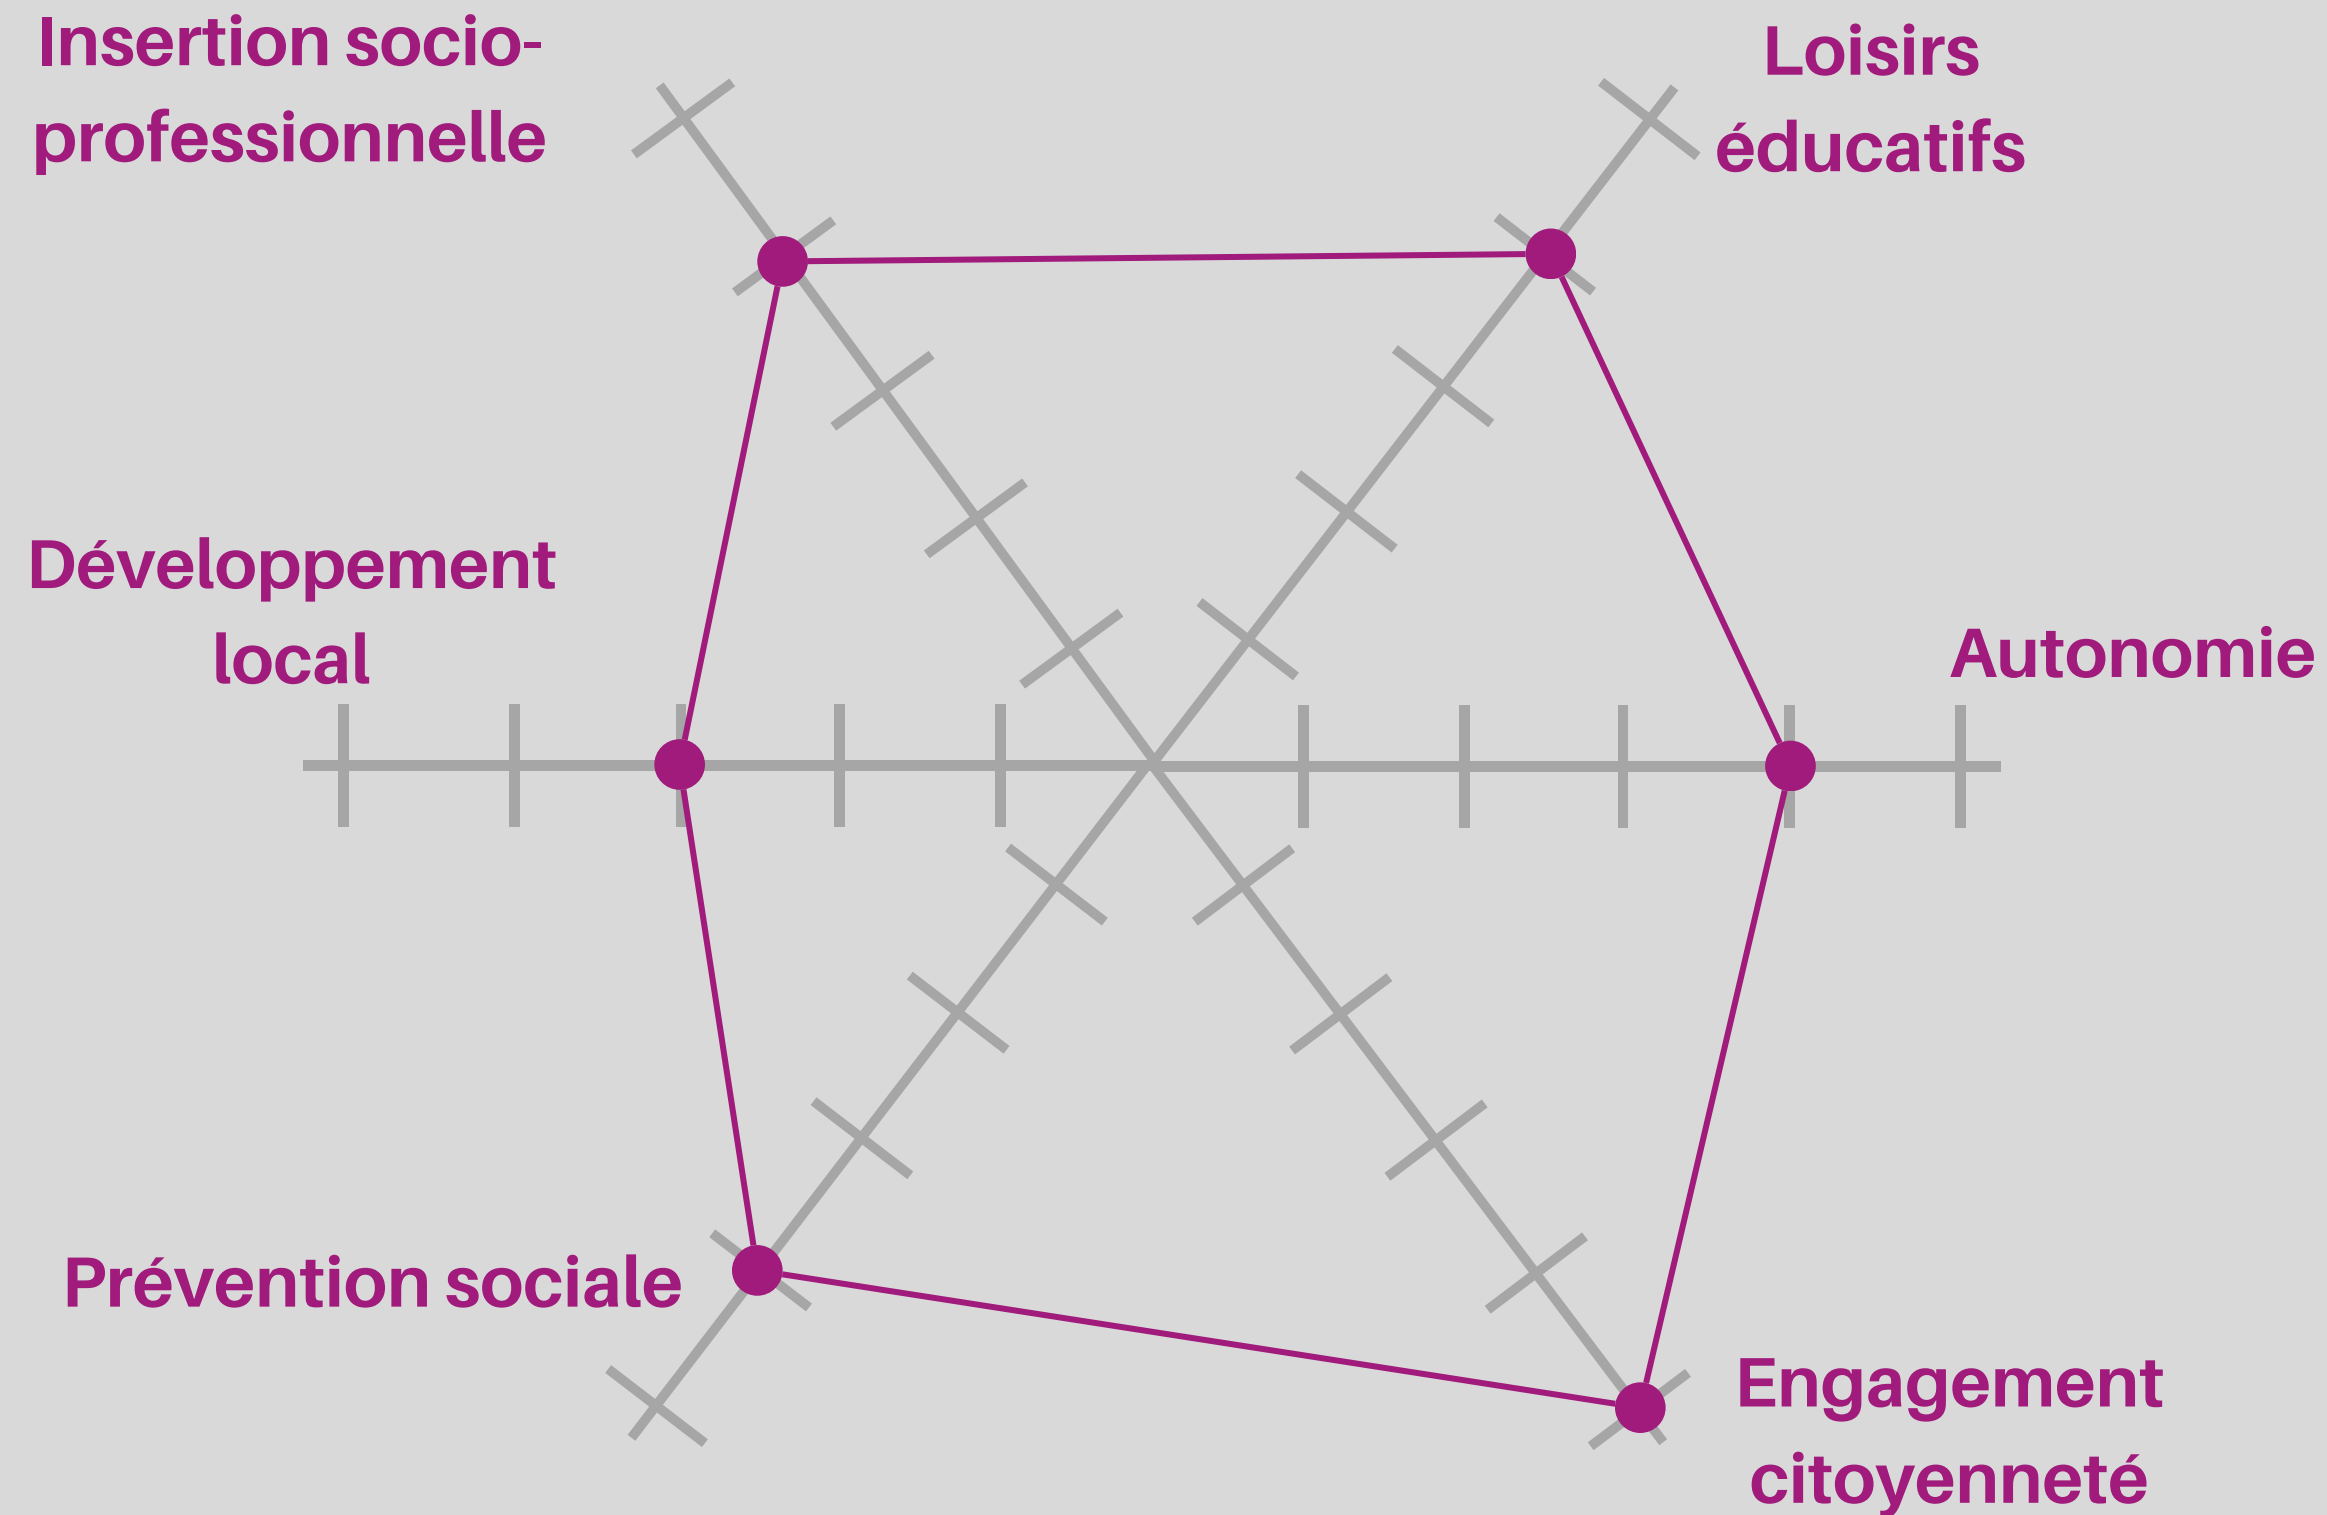 Insertion socio-
professionnelle
Loisirs
éducatifs
Développement
local
Autonomie
Prévention sociale
Engagement
citoyenneté